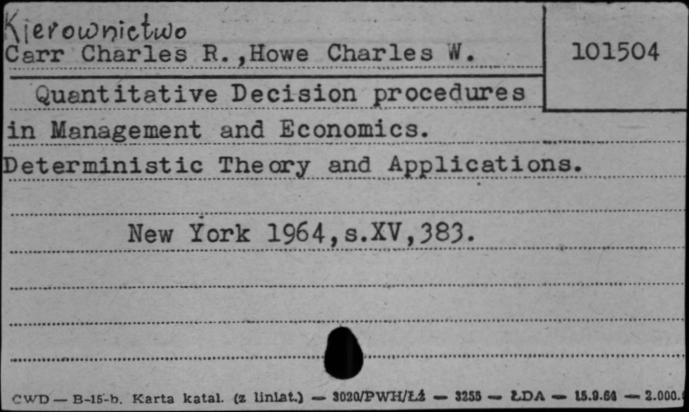 Kierownictwo
Carr Charles R.,Howe Charles W.
101504
Quantitative Decision procedures
in Management and Economics.
Deterministic Theory and Applications.
New York 1964,s.XV,383.
CWD — B-15-b. Karta katal. (z liniat.) — 3020/PWH/Łż — 3255 — ŁDA — 15.9.64 — 2.000.